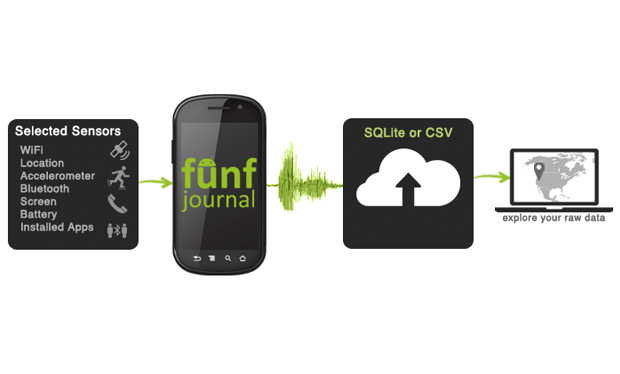 Selected Sensors
WiFi
Location
Accelerometer
Bluetooth
Screen
Battery
Installed Apps
funf
journal
SQLite or CSV
explore your raw data